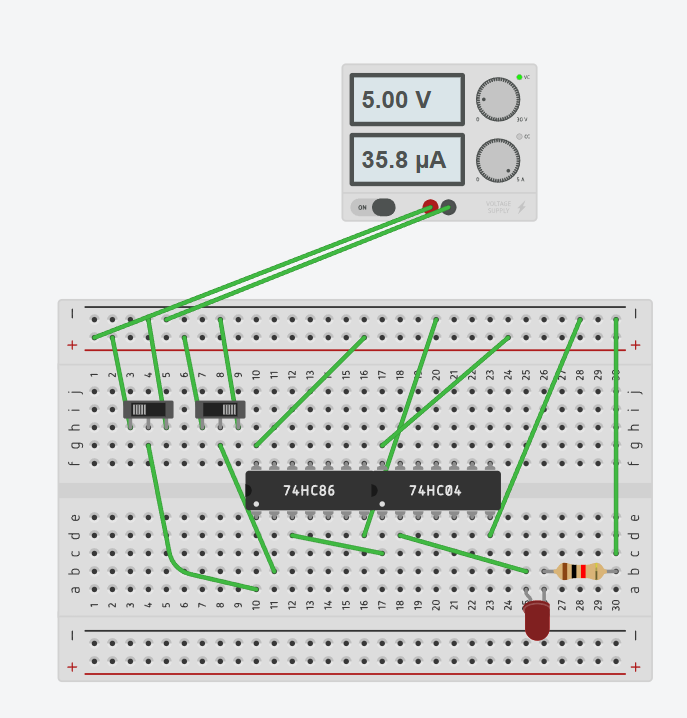 5.00 V
VC
0 30 V
CC
35.8 µA
0 5 A
ON
VOLTAGE
SUPPLY
− −
+ +
1 2 3 4 5 6 7 8 9 10 11 12 13 14 15 16 17 18 19 20 21 22 23 24 25 26 27 28 29 30
j j
i i
h h
g g
f f
74HC86 74HC04
e e
d d
c c
b b
a a
1 2 3 4 5 6 7 8 9 10 11 12 13 14 15 16 17 18 19 20 21 22 23 24 25 26 27 28 29 30
− −
+ +